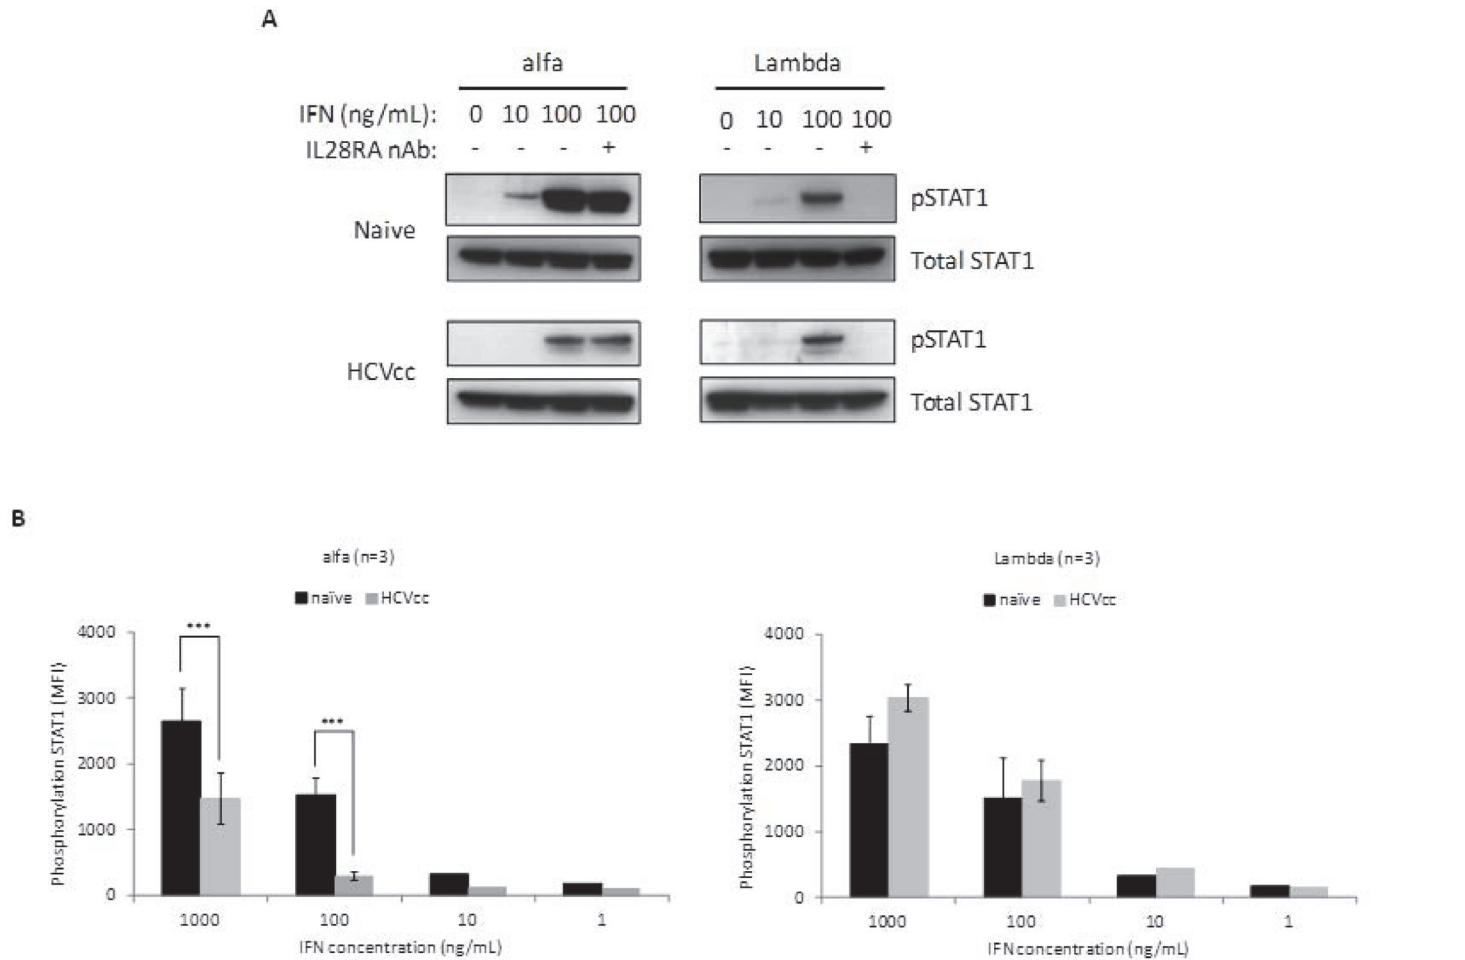 A
alfa
Lambda
IFN (ng/mL): 0 10 100 100
0 10 100 100
IL28RA nAb: - - - +
- - - +
Naive
pSTAT1
Total STAT1
HCVcc
pSTAT1
Total STAT1
B
alfa (n=3)
naïve HCVcc
Phosphorylation STAT1 (MFI)
4000
3000
2000
1000
0
***
***
1000 100 10 1
IFN concentration (ng/mL)
Lambda (n=3)
naïve HCVcc
Phosphorylation STAT1 (MFI)
4000
3000
2000
1000
0
1000 100 10 1
IFN concentration (ng/mL)